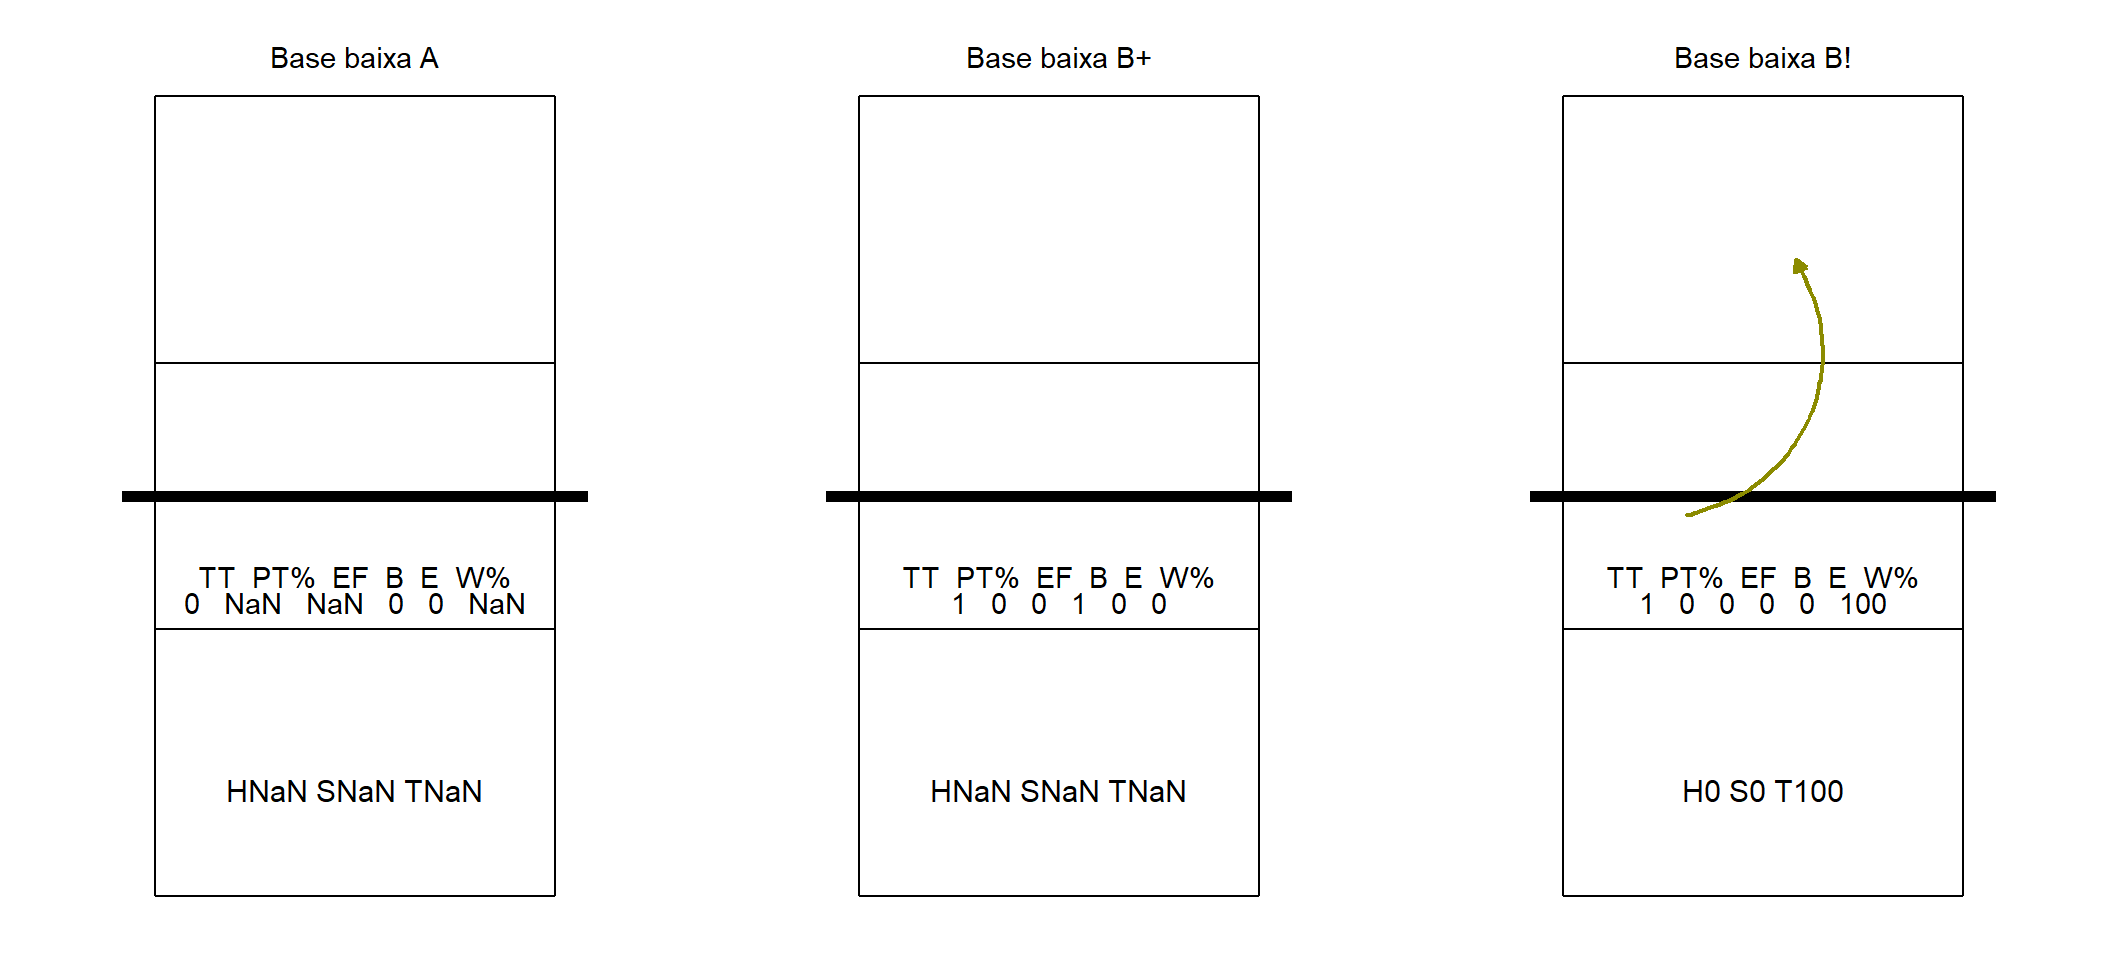 Base baixa A
TT PT% EF B E W%
0 NaN NaN 0 0 NaN
HNaN SNaN TNaN
Base baixa B+
TT PT% EF B E W%
1 0 0 1 0 0
HNaN SNaN TNaN
Base baixa B!
TT PT% EF B E W%
1 0 0 0 0 100
H0 S0 T100